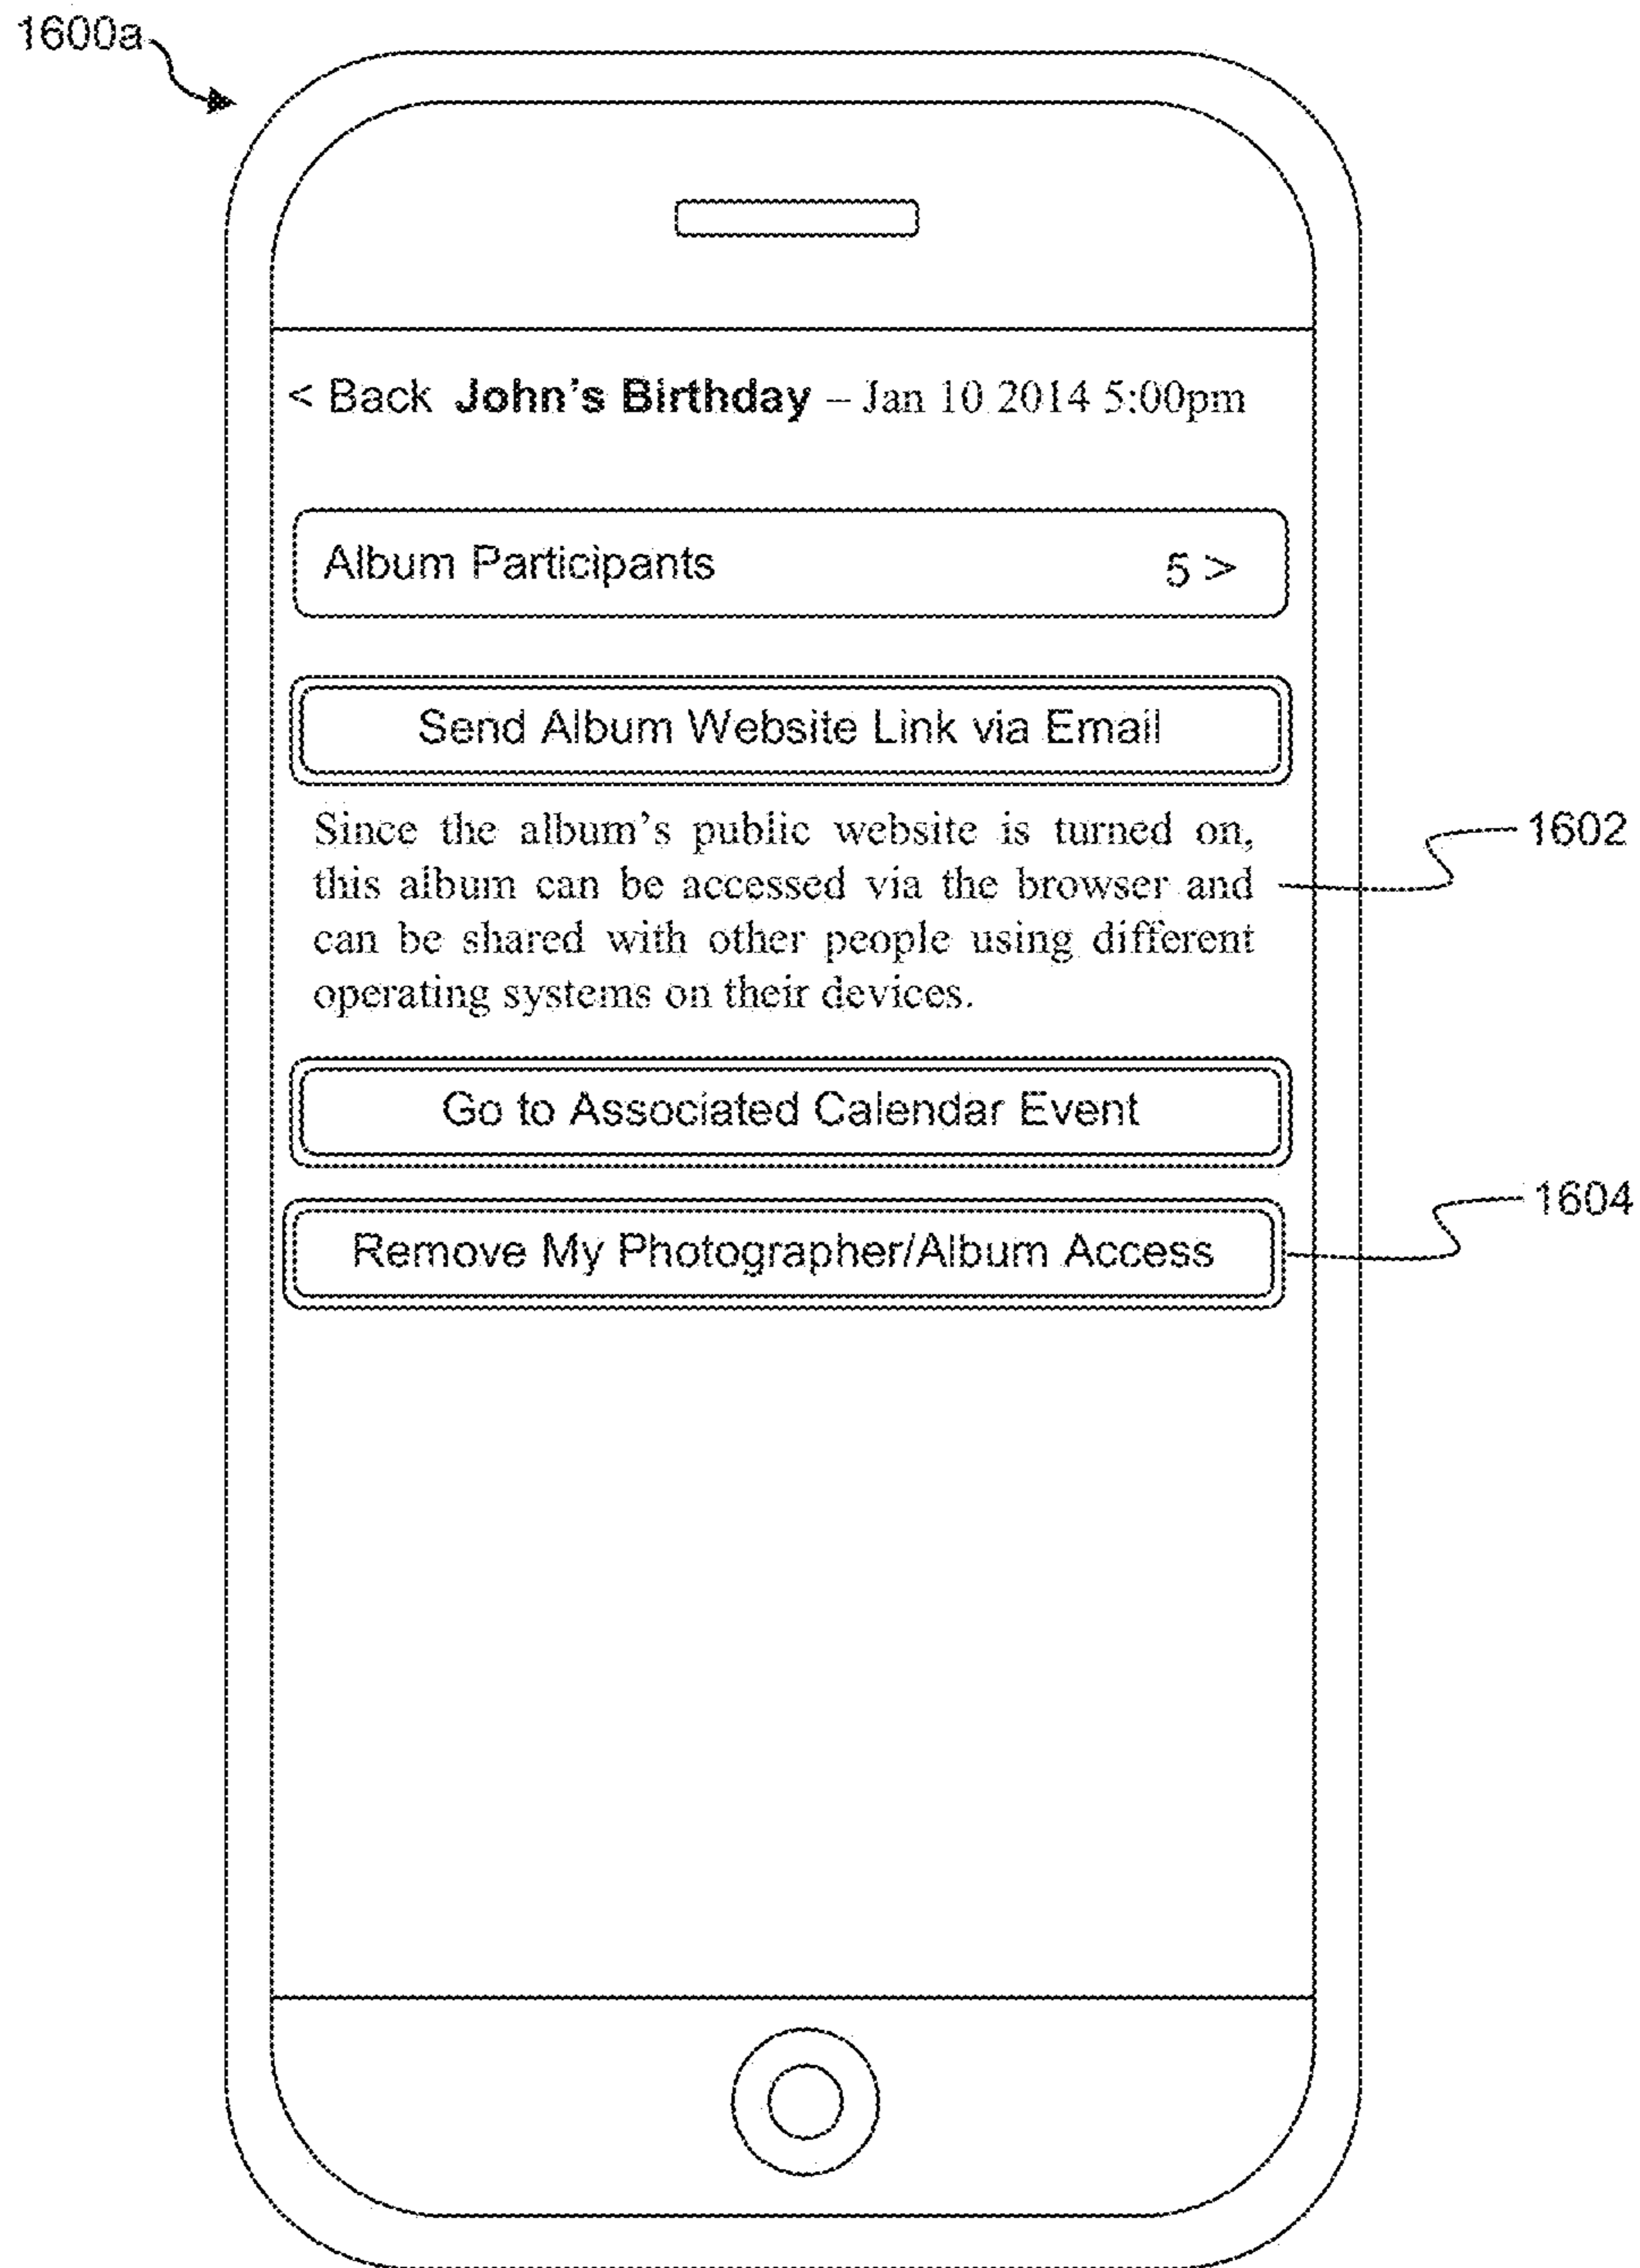 1600a
< Back John's Birthday – Jan 10 2014 5:00pm
Album Participants 5 >
Send Album Website Link via Email
Since the album's public website is turned on,
this album can be accessed via the browser and
can be shared with other people using different
operating systems on their devices.
1602
Go to Associated Calendar Event
Remove My Photographer/Album Access
1604